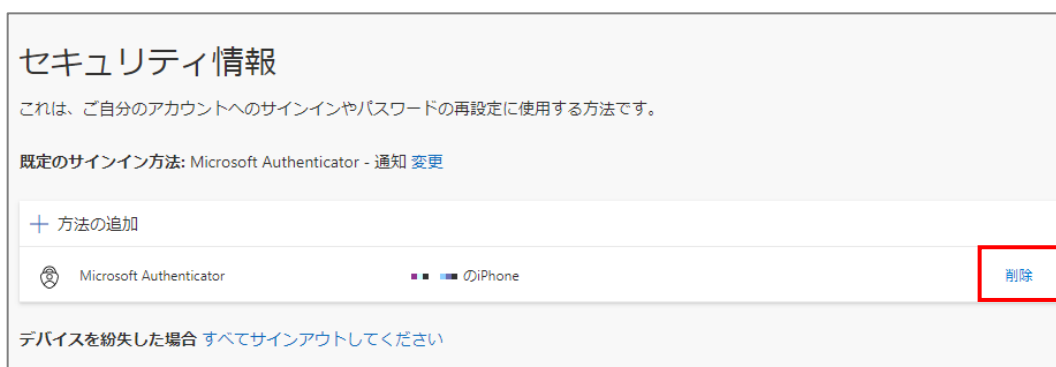 セキュリティ情報
これは、ご自分のアカウントへのサインインやパスワードの再設定に使用する方法です。
既定のサインイン方法: Microsoft Authenticator - 通知 変更
+ 方法の追加
Microsoft Authenticator のiPhone 削除
デバイスを紛失した場合 すべてサインアウトしてください